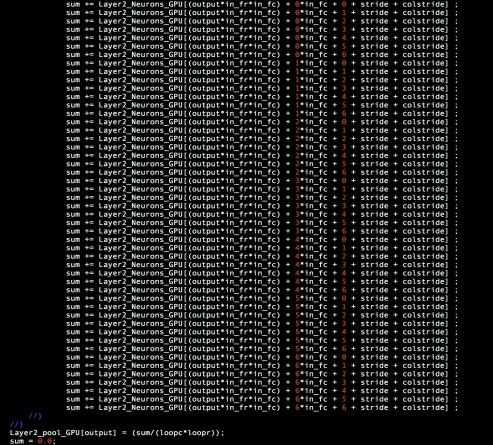 sum += Layer2_Neurons_GPU[(output*in_fr*in_fc) + 0*in_fc + 0 + stride + colstride] ;
sum += Layer2_Neurons_GPU[(output*in_fr*in_fc) + 0*in_fc + 1 + stride + colstride] ;
sum += Layer2_Neurons_GPU[(output*in_fr*in_fc) + 0*in_fc + 2 + stride + colstride] ;
sum += Layer2_Neurons_GPU[(output*in_fr*in_fc) + 0*in_fc + 3 + stride + colstride] ;
sum += Layer2_Neurons_GPU[(output*in_fr*in_fc) + 0*in_fc + 4 + stride + colstride] ;
sum += Layer2_Neurons_GPU[(output*in_fr*in_fc) + 0*in_fc + 5 + stride + colstride] ;
sum += Layer2_Neurons_GPU[(output*in_fr*in_fc) + 0*in_fc + 6 + stride + colstride] ;
sum += Layer2_Neurons_GPU[(output*in_fr*in_fc) + 1*in_fc + 0 + stride + colstride] ;
sum += Layer2_Neurons_GPU[(output*in_fr*in_fc) + 1*in_fc + 1 + stride + colstride] ;
sum += Layer2_Neurons_GPU[(output*in_fr*in_fc) + 1*in_fc + 2 + stride + colstride] ;
sum += Layer2_Neurons_GPU[(output*in_fr*in_fc) + 1*in_fc + 3 + stride + colstride] ;
sum += Layer2_Neurons_GPU[(output*in_fr*in_fc) + 1*in_fc + 4 + stride + colstride] ;
sum += Layer2_Neurons_GPU[(output*in_fr*in_fc) + 1*in_fc + 5 + stride + colstride] ;
sum += Layer2_Neurons_GPU[(output*in_fr*in_fc) + 1*in_fc + 6 + stride + colstride] ;
sum += Layer2_Neurons_GPU[(output*in_fr*in_fc) + 2*in_fc + 0 + stride + colstride] ;
sum += Layer2_Neurons_GPU[(output*in_fr*in_fc) + 2*in_fc + 1 + stride + colstride] ;
sum += Layer2_Neurons_GPU[(output*in_fr*in_fc) + 2*in_fc + 2 + stride + colstride] ;
sum += Layer2_Neurons_GPU[(output*in_fr*in_fc) + 2*in_fc + 3 + stride + colstride] ;
sum += Layer2_Neurons_GPU[(output*in_fr*in_fc) + 2*in_fc + 4 + stride + colstride] ;
sum += Layer2_Neurons_GPU[(output*in_fr*in_fc) + 2*in_fc + 5 + stride + colstride] ;
sum += Layer2_Neurons_GPU[(output*in_fr*in_fc) + 2*in_fc + 6 + stride + colstride] ;
sum += Layer2_Neurons_GPU[(output*in_fr*in_fc) + 3*in_fc + 0 + stride + colstride] ;
sum += Layer2_Neurons_GPU[(output*in_fr*in_fc) + 3*in_fc + 1 + stride + colstride] ;
sum += Layer2_Neurons_GPU[(output*in_fr*in_fc) + 3*in_fc + 2 + stride + colstride] ;
sum += Layer2_Neurons_GPU[(output*in_fr*in_fc) + 3*in_fc + 3 + stride + colstride] ;
sum += Layer2_Neurons_GPU[(output*in_fr*in_fc) + 3*in_fc + 4 + stride + colstride] ;
sum += Layer2_Neurons_GPU[(output*in_fr*in_fc) + 3*in_fc + 5 + stride + colstride] ;
sum += Layer2_Neurons_GPU[(output*in_fr*in_fc) + 3*in_fc + 6 + stride + colstride] ;
sum += Layer2_Neurons_GPU[(output*in_fr*in_fc) + 4*in_fc + 0 + stride + colstride] ;
sum += Layer2_Neurons_GPU[(output*in_fr*in_fc) + 4*in_fc + 1 + stride + colstride] ;
sum += Layer2_Neurons_GPU[(output*in_fr*in_fc) + 4*in_fc + 2 + stride + colstride] ;
sum += Layer2_Neurons_GPU[(output*in_fr*in_fc) + 4*in_fc + 3 + stride + colstride] ;
sum += Layer2_Neurons_GPU[(output*in_fr*in_fc) + 4*in_fc + 4 + stride + colstride] ;
sum += Layer2_Neurons_GPU[(output*in_fr*in_fc) + 4*in_fc + 5 + stride + colstride] ;
sum += Layer2_Neurons_GPU[(output*in_fr*in_fc) + 4*in_fc + 6 + stride + colstride] ;
sum += Layer2_Neurons_GPU[(output*in_fr*in_fc) + 5*in_fc + 0 + stride + colstride] ;
sum += Layer2_Neurons_GPU[(output*in_fr*in_fc) + 5*in_fc + 1 + stride + colstride] ;
sum += Layer2_Neurons_GPU[(output*in_fr*in_fc) + 5*in_fc + 2 + stride + colstride] ;
sum += Layer2_Neurons_GPU[(output*in_fr*in_fc) + 5*in_fc + 3 + stride + colstride] ;
sum += Layer2_Neurons_GPU[(output*in_fr*in_fc) + 5*in_fc + 4 + stride + colstride] ;
sum += Layer2_Neurons_GPU[(output*in_fr*in_fc) + 5*in_fc + 5 + stride + colstride] ;
sum += Layer2_Neurons_GPU[(output*in_fr*in_fc) + 5*in_fc + 6 + stride + colstride] ;
sum += Layer2_Neurons_GPU[(output*in_fr*in_fc) + 6*in_fc + 0 + stride + colstride] ;
sum += Layer2_Neurons_GPU[(output*in_fr*in_fc) + 6*in_fc + 1 + stride + colstride] ;
sum += Layer2_Neurons_GPU[(output*in_fr*in_fc) + 6*in_fc + 2 + stride + colstride] ;
sum += Layer2_Neurons_GPU[(output*in_fr*in_fc) + 6*in_fc + 3 + stride + colstride] ;
sum += Layer2_Neurons_GPU[(output*in_fr*in_fc) + 6*in_fc + 4 + stride + colstride] ;
sum += Layer2_Neurons_GPU[(output*in_fr*in_fc) + 6*in_fc + 5 + stride + colstride] ;
sum += Layer2_Neurons_GPU[(output*in_fr*in_fc) + 6*in_fc + 6 + stride + colstride] ;
//}
//}
Layer2_pool_GPU[output] = (sum/(loopc*loopr));
sum = 0.0;